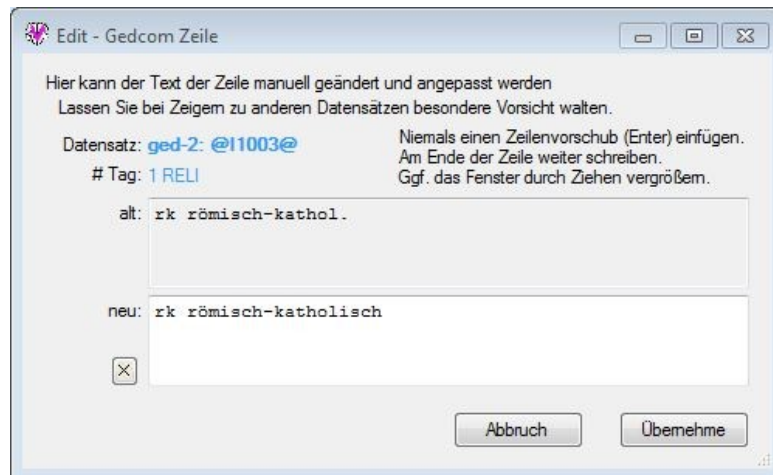 Edit - Gedcom Zeile
Hier kann der Text der Zeile manuell geändert und angepasst werden
Lassen Sie bei Zeigern zu anderen Datensätzen besondere Vorsicht walten.
Datensatz: ged-2: @I1003@
# Tag: 1 RELI
Niemals einen Zeilenvorschub (Enter) einfügen.
Am Ende der Zeile weiter schreiben.
Ggf. das Fenster durch Ziehen vergrößern.
alt: rk römisch-kathol.
neu: rk römisch-katholisch
X
Abbruch
Übernehme